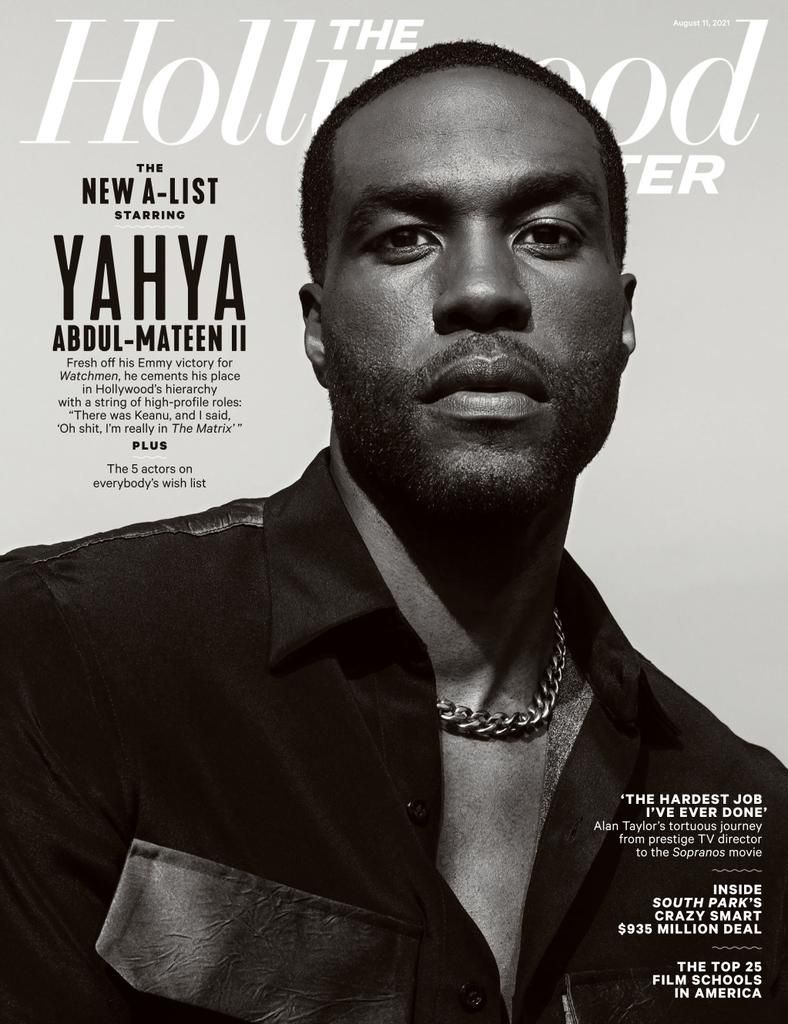 THE
August 11, 2021
Holly ood
TER
THE
NEW A-LIST
STARRING
YAHYA
ABDUL-MATEEN II
Fresh off his Emmy victory for
Watchmen, he cements his place
in Hollywood's hierarchy
with a string of high-profile roles:
"There was Keanu, and I said,
'Oh shit, I'm really in The Matrix' "
PLUS
The 5 actors on
everybody's wish list
'THE HARDEST JOB
I'VE EVER DONE'
Alan Taylor's tortuous journey
from prestige TV director
to the Sopranos movie
INSIDE
SOUTH PARK'S
CRAZY SMART
$935 MILLION DEAL
THE TOP 25
FILM SCHOOLS
IN AMERICA